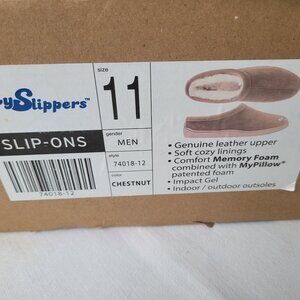 rySlippers™
SLIP-ONS
74018-12
size
11
gender
MEN
style
74018-12
color
CHESTNUT
• Genuine leather upper
• Soft cozy linings
• Comfort Memory Foam
combined with MyPillow®
patented foam
• Impact Gel
• Indoor / outdoor outsoles